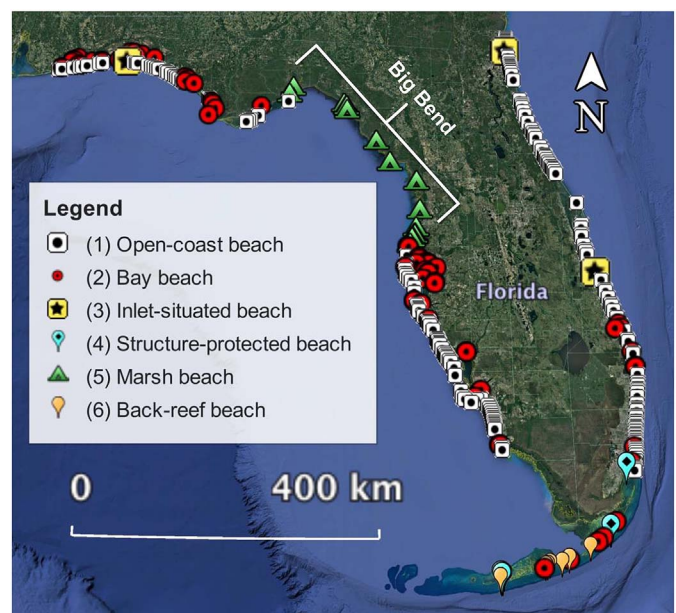 Big Bend
N
Legend
(1) Open-coast beach
(2) Bay beach
(3) Inlet-situated beach
(4) Structure-protected beach
(5) Marsh beach
(6) Back-reef beach
Florida
0 400 km